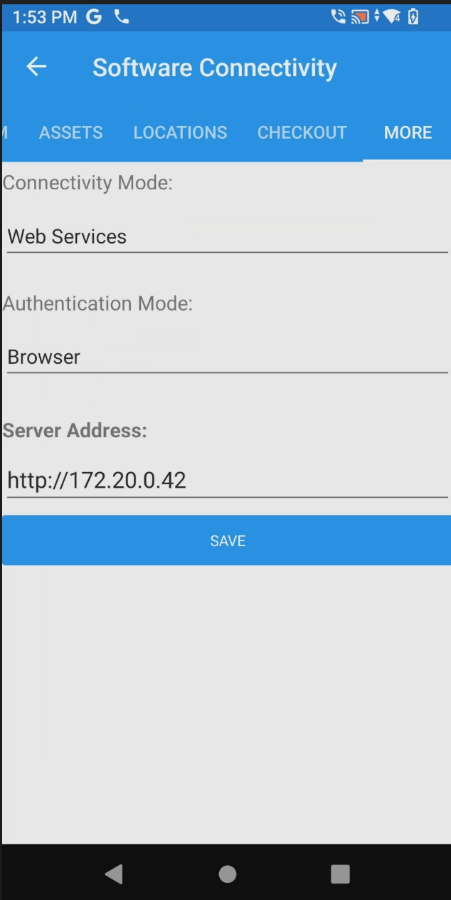 1:53 PM G
Software Connectivity
M ASSETS LOCATIONS CHECKOUT MORE
Connectivity Mode:
Web Services
Authentication Mode:
Browser
Server Address:
http://172.20.0.42
SAVE